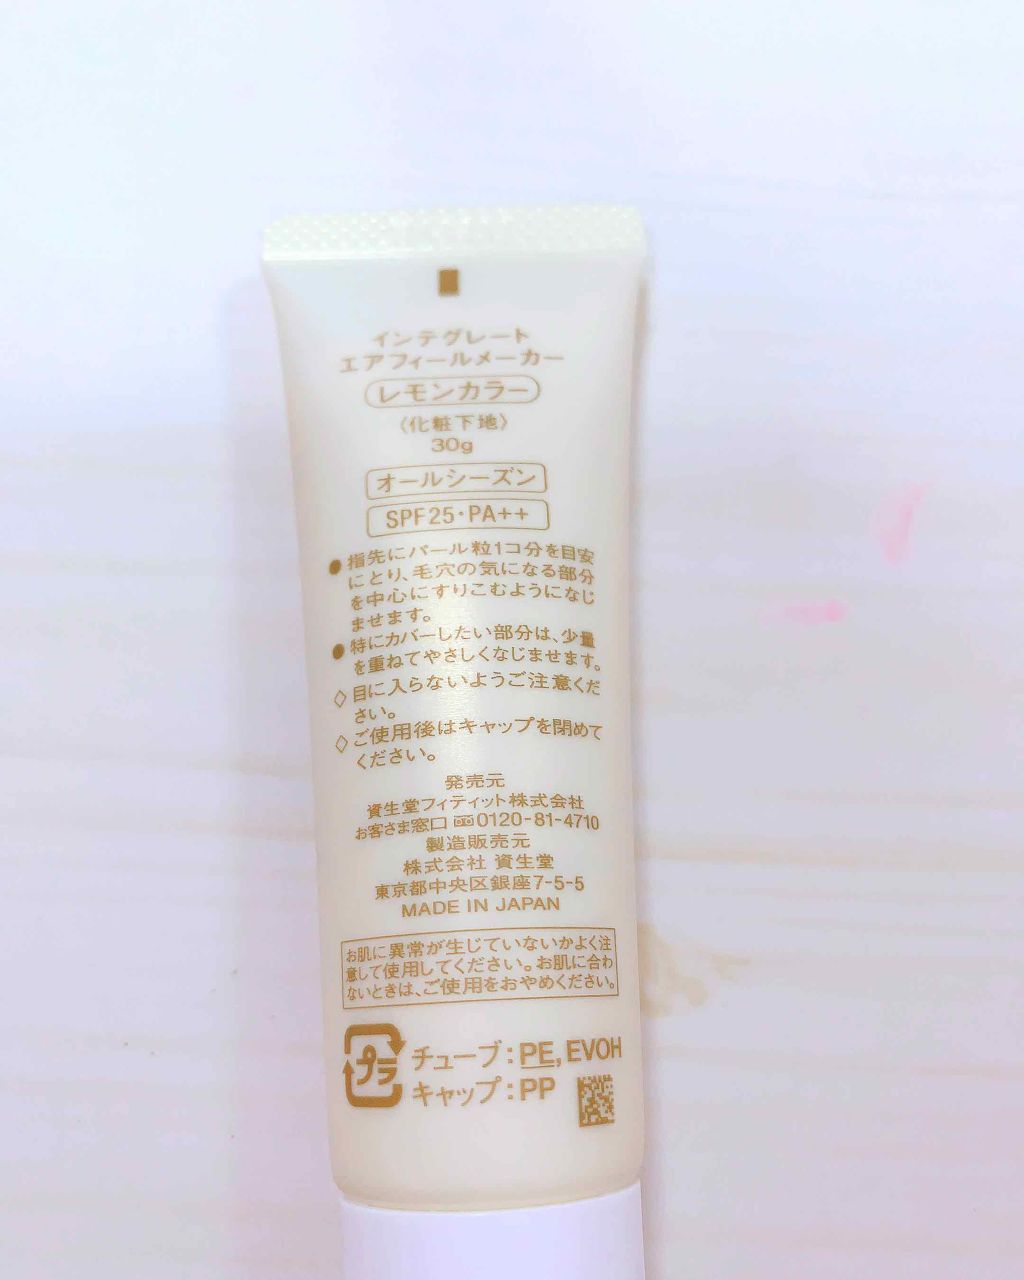 インテグレート
エアフィールメーカー
レモンカラー
〈化粧下地〉
30g
オールシーズン
SPF25・PA++
●指先にパール粒1コ分を目安
にとり、毛穴の気になる部分
を中心にすりこむようになじ
ませます。
●特にカバーしたい部分は、少量
を重ねてやさしくなじませます。
◇目に入らないようご注意くだ
さい。
◇ご使用後はキャップを閉めて
ください。
発売元
資生堂フィティット株式会社
お客さま窓口 0120-81-4710
製造販売元
株式会社 資生堂
東京都中央区銀座7-5-5
MADE IN JAPAN
お肌に異常が生じていないかよく注
意して使用してください。お肌に合わ
ないときは、ご使用をおやめください。
プラ
チューブ:PE, EVOH
キャップ:PP